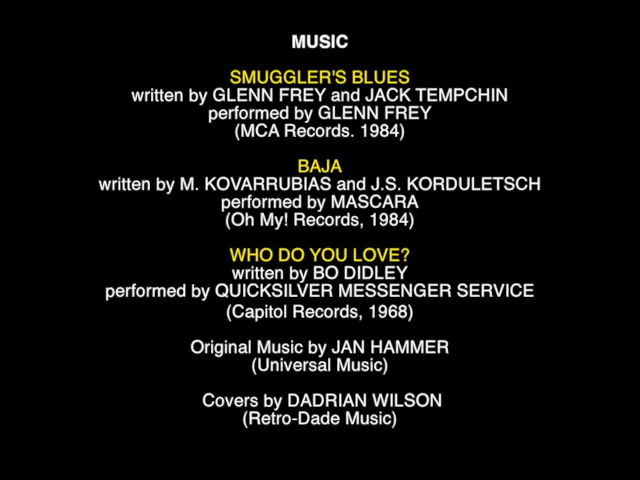 MUSIC
SMUGGLER'S BLUES
written by GLENN FREY and JACK TEMPCHIN
performed by GLENN FREY
(MCA Records. 1984)
BAJA
written by M. KOVARRUBIAS and J.S. KORDULETSCH
performed by MASCARA
(Oh My! Records, 1984)
WHO DO YOU LOVE?
written by BO DIDLEY
performed by QUICKSILVER MESSENGER SERVICE
(Capitol Records, 1968)
Original Music by JAN HAMMER
(Universal Music)
Covers by DADRIAN WILSON
(Retro-Dade Music)